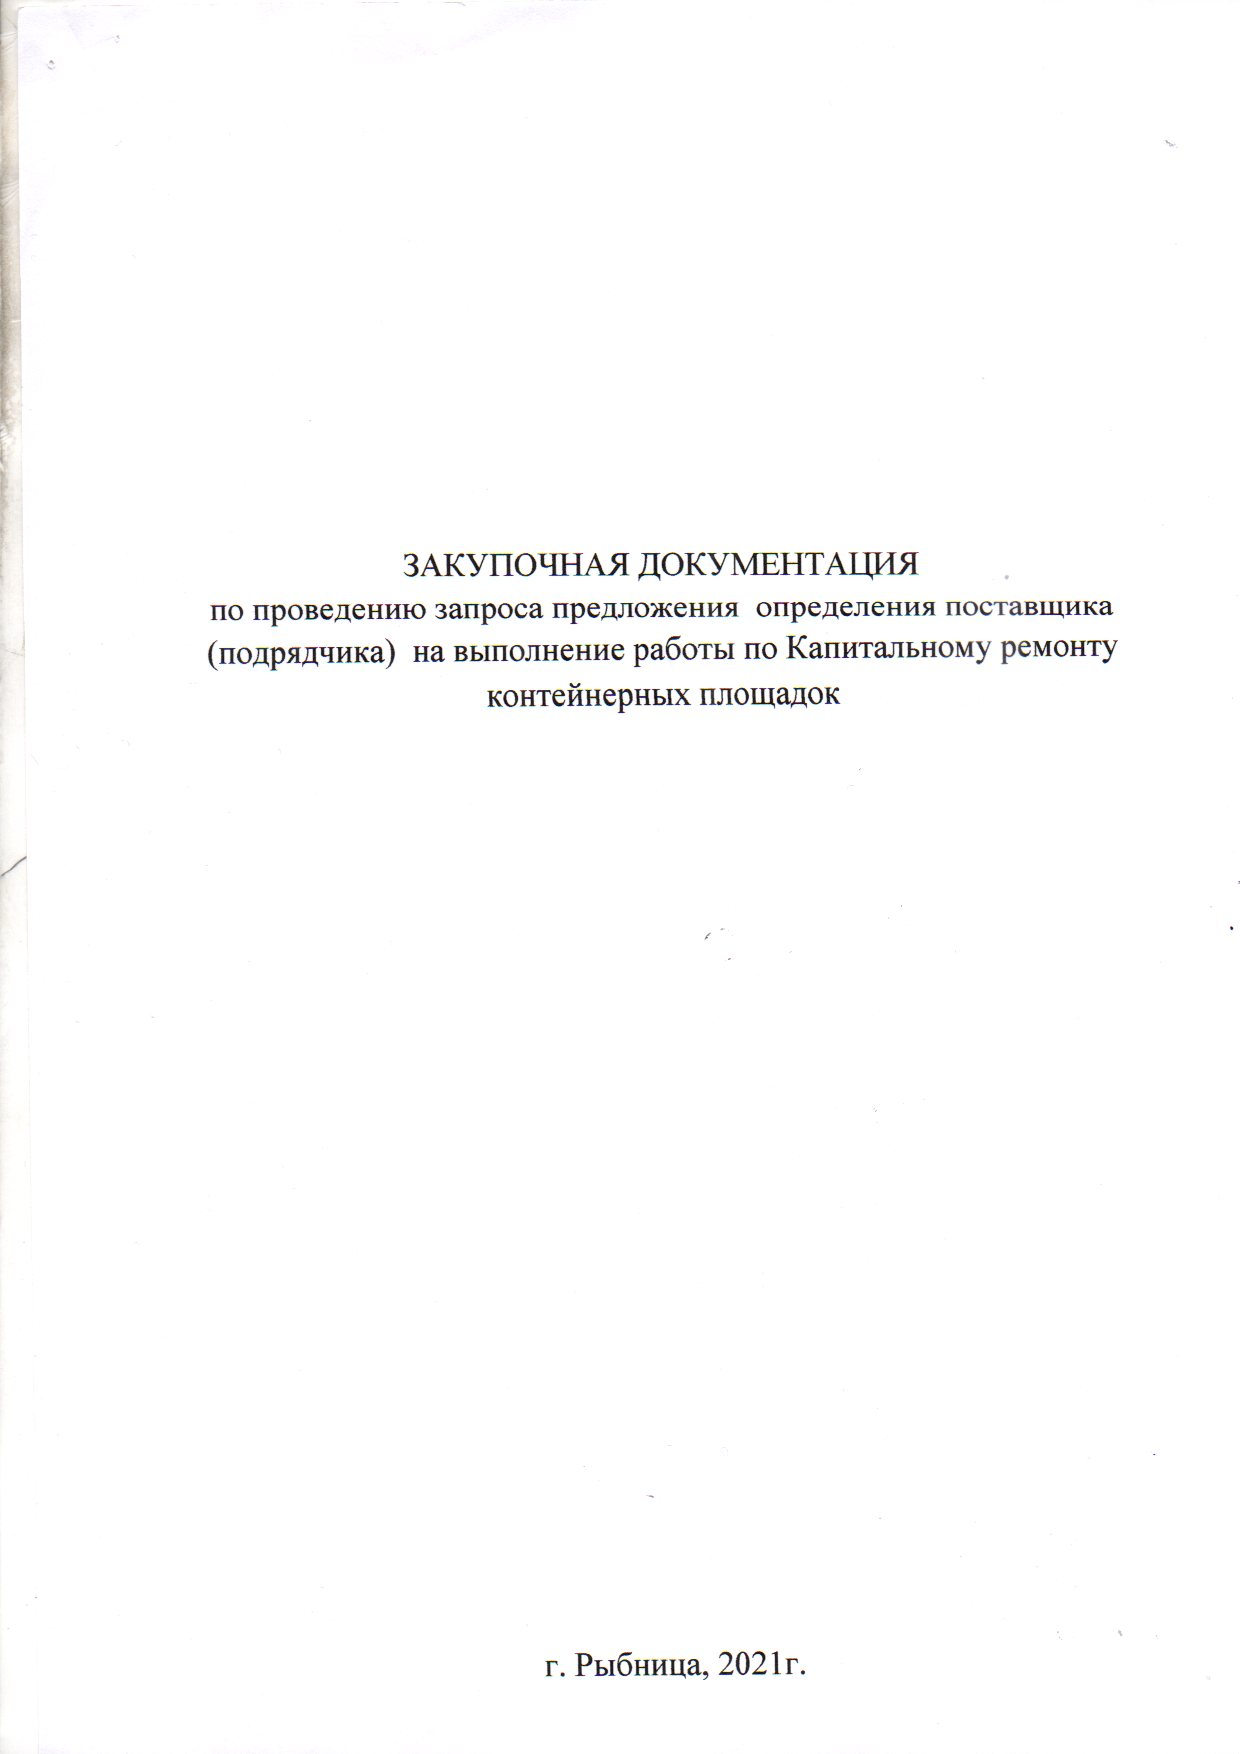 ЗАКУПОЧНАЯ ДОКУМЕНТАЦИЯ
по проведению запроса предложения определения поставщика
(подрядчика) на выполнение работы по Капитальному ремонту
контейнерных площадок
г. Рыбница, 2021г.